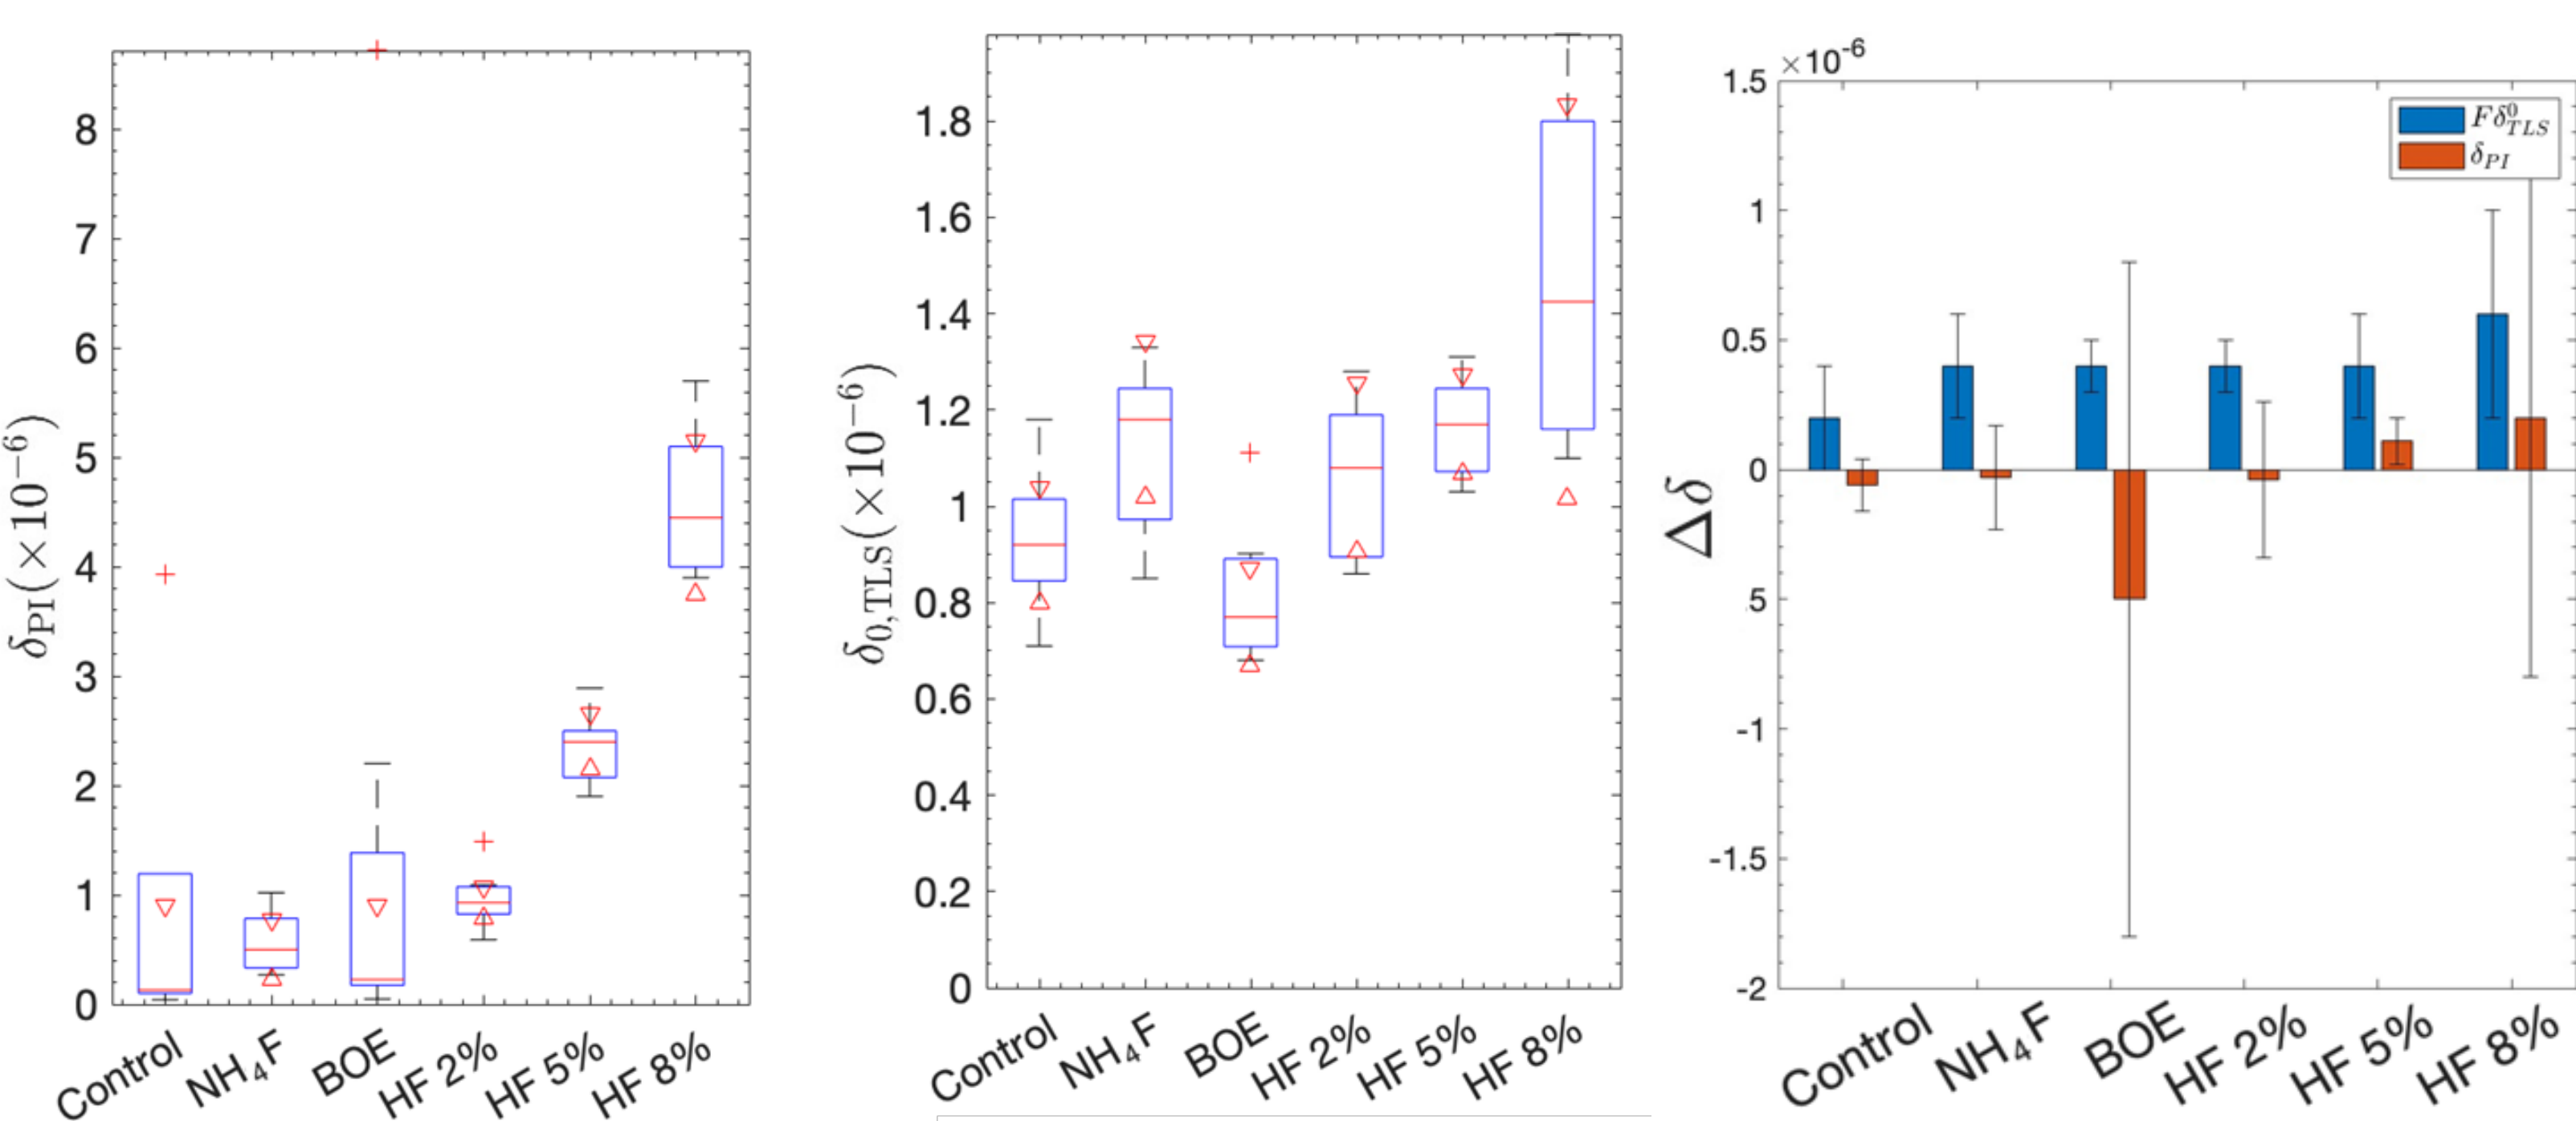 δPI(×10−6)
8
7
6
5
4
3
2
1
0
Control
NH4F
BOE
HF 2%
HF 5%
HF 8%
δ0,TLS(×10−6)
1.8
1.6
1.4
1.2
1
0.8
0.6
0.4
0.2
0
Control
NH4F
BOE
HF 2%
HF 5%
HF 8%
×10-6
Δδ
1.5
1
0.5
0
.5
-1
-1.5
-2
Fδ0TLS
δPI
Control
NH4F
BOE
HF 2%
HF 5%
HF 8%